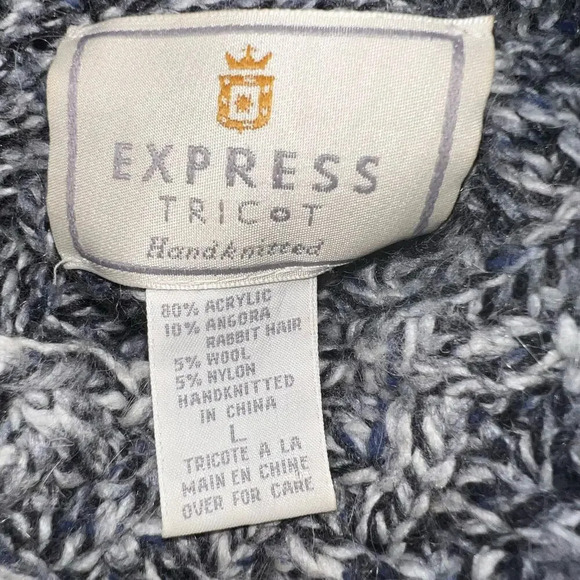 EXPRESS
TRICOT
Handknitted
80% ACRYLIC
10% ANGORA
RABBIT HAIR
5% WOOL
5% NYLON
HANDKNITTED
IN CHINA
L
TRICOTE A LA
MAIN EN CHINE
OVER FOR CARE